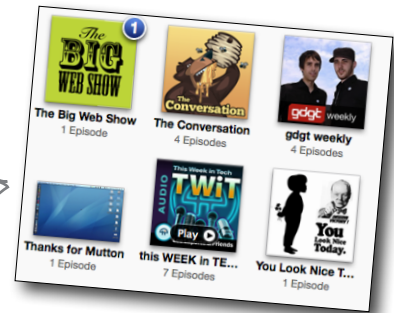 1
The
BIG
WEB SHOW
The Big Web Show
1 Episode
The
Conversation
The Conversation
4 Episodes
gdgt weekly
gdgt weekly
4 Episodes
Thanks for Mutton
1 Episode
This Week in Tech
AUDIO
TWiT
Play
this WEEK in TE...
7 Episodes
You
Look Nice
Today.
You Look Nice T...
1 Episode